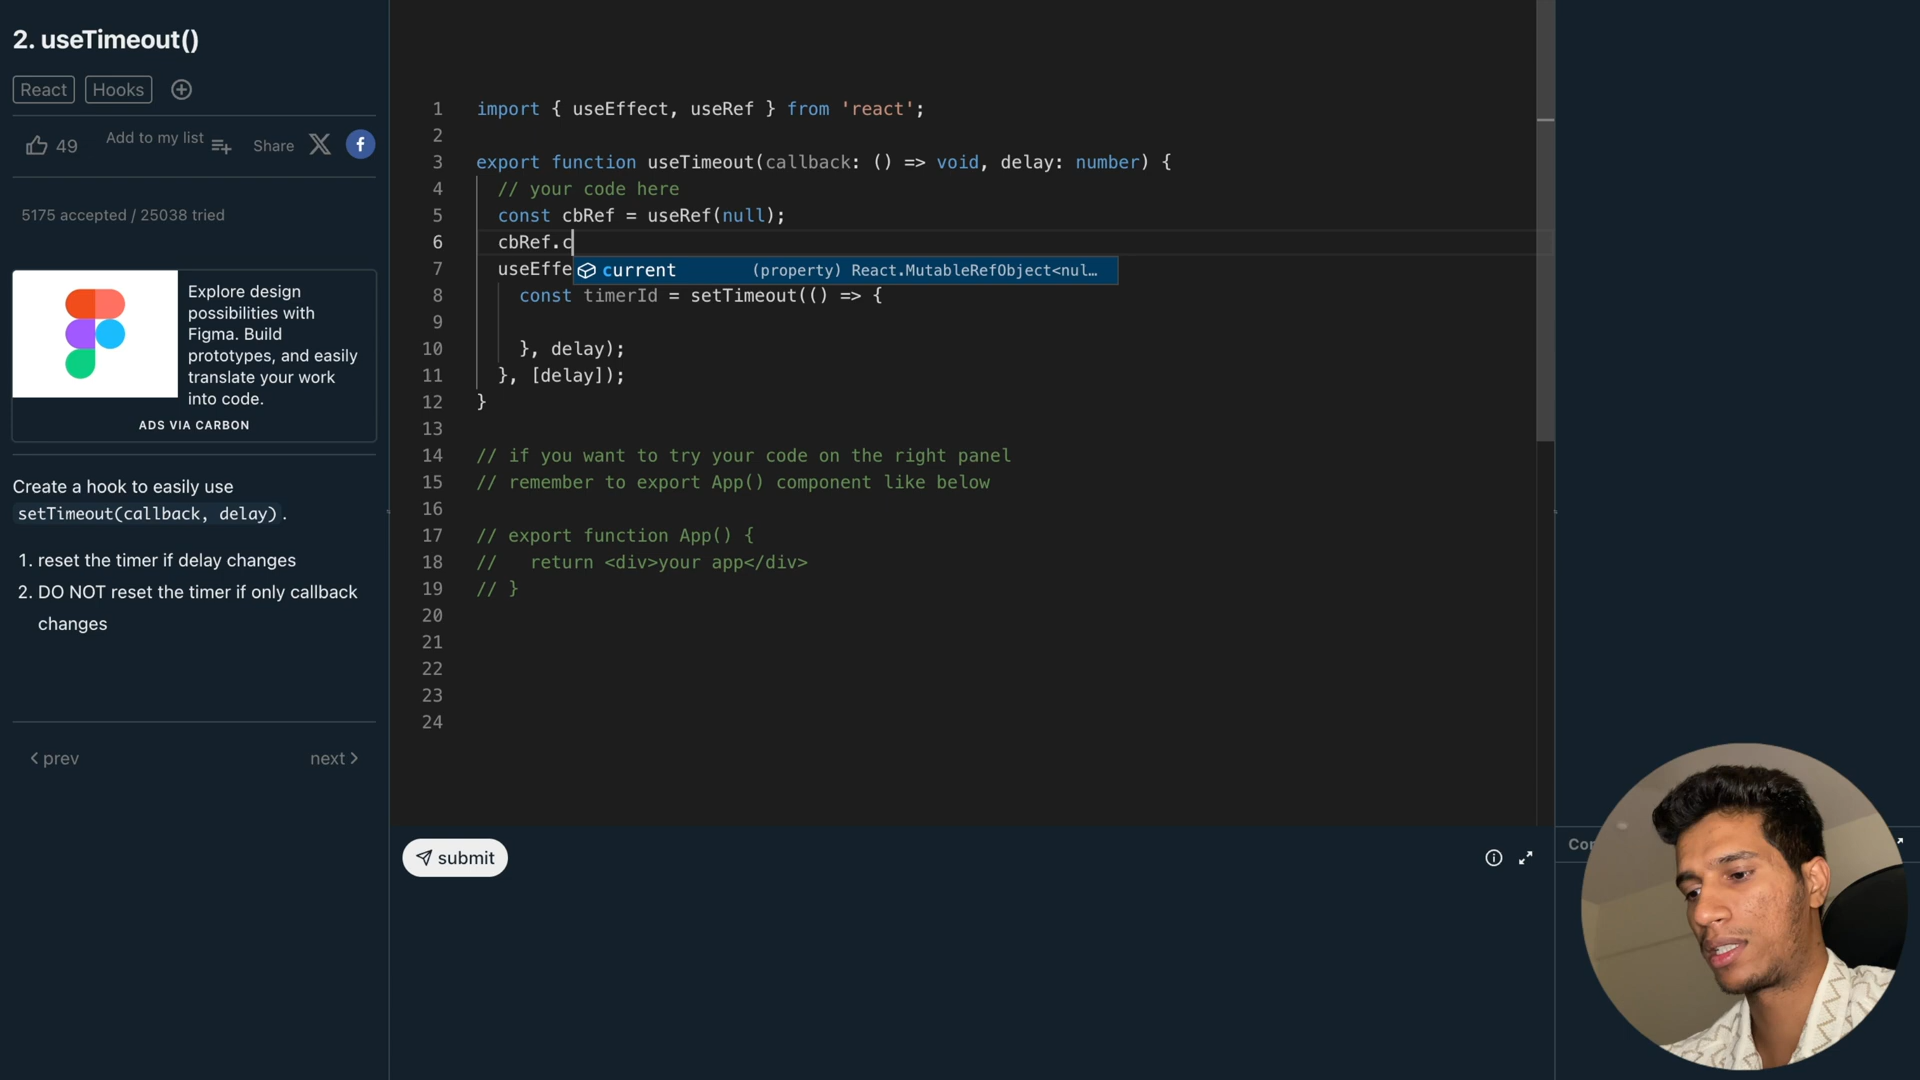 2. useTimeout()
React
Hooks
49
Add to my list
Share
f
5175 accepted / 25038 tried
Explore design
possibilities with
Figma. Build
prototypes, and easily
translate your work
into code.
ADS VIA CARBON
Create a hook to easily use
setTimeout(callback, delay).
1. reset the timer if delay changes
2. DO NOT reset the timer if only callback
changes
prev
next
1 import { useEffect, useRef } from 'react';
2
3 export function useTimeout(callback: () => void, delay: number) {
4 // your code here
5 const cbRef = useRef(null);
6 cbRef.c
7 useEffe
current (property) React.MutableRefObject<nul…
8 const timerId = setTimeout(() => {
9
10 }, delay);
11 }, [delay]);
12 }
13
14 // if you want to try your code on the right panel
15 // remember to export App() component like below
16
17 // export function App() {
18 // return <div>your app</div>
19 // }
20
21
22
23
24
submit